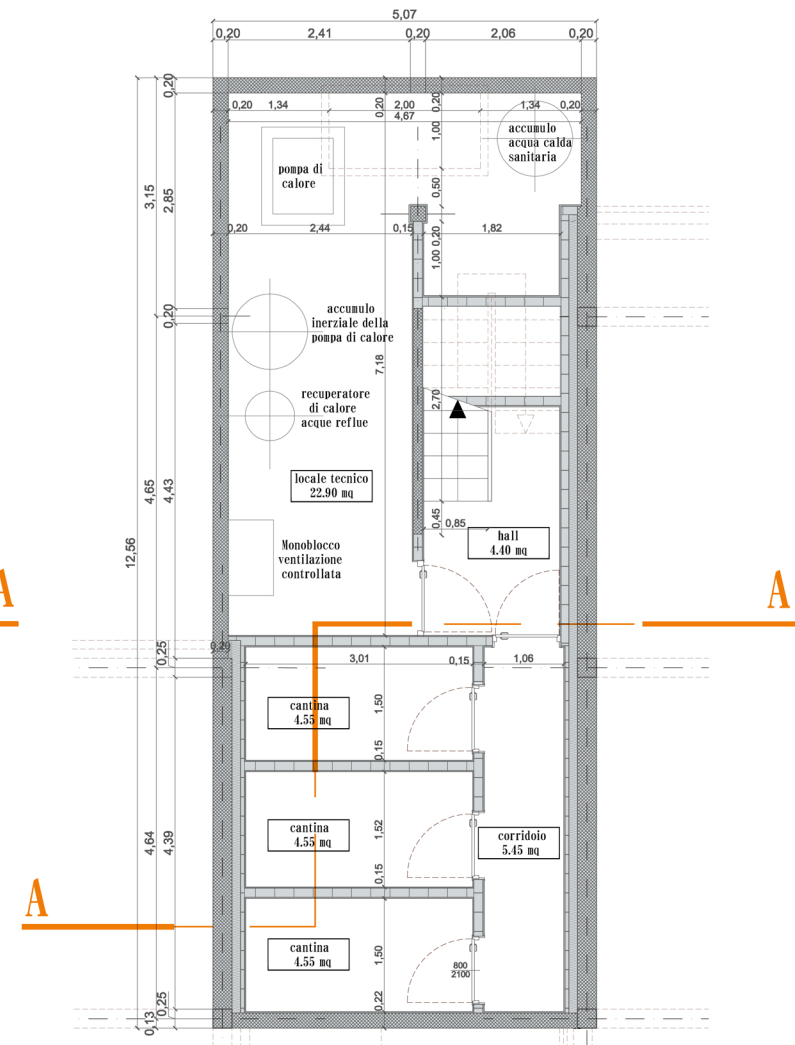 5,07
0,20 2,41 0,20 2,06 0,20
0,20
0,20 1,34 0,20 2,00 0,20 1,34 0,20
4,67
1,00
accumulo
acqua calda
sanitaria
pompa di
calore
3,15
2,85
0,50
0,20 2,44 0,15 1,82
0,20
1,00
0,20
accumulo
inerziale della
pompa di calore
7,18
recuperatore
di calore
acque reflue
2,70
locale tecnico
22.90 mq
4,65
4,43
0,45
0,85
hall
4.40 mq
12,56
Monoblocco
ventilazione
controllata
A
A
0,20
0,25
3,01 0,15 1,06
cantina
4.55 mq
1,50
0,15
cantina
4.55 mq
1,52
0,15
4,64
4,39
corridoio
5.45 mq
A
cantina
4.55 mq
1,50
0,22
800
2100
0,25
0,13